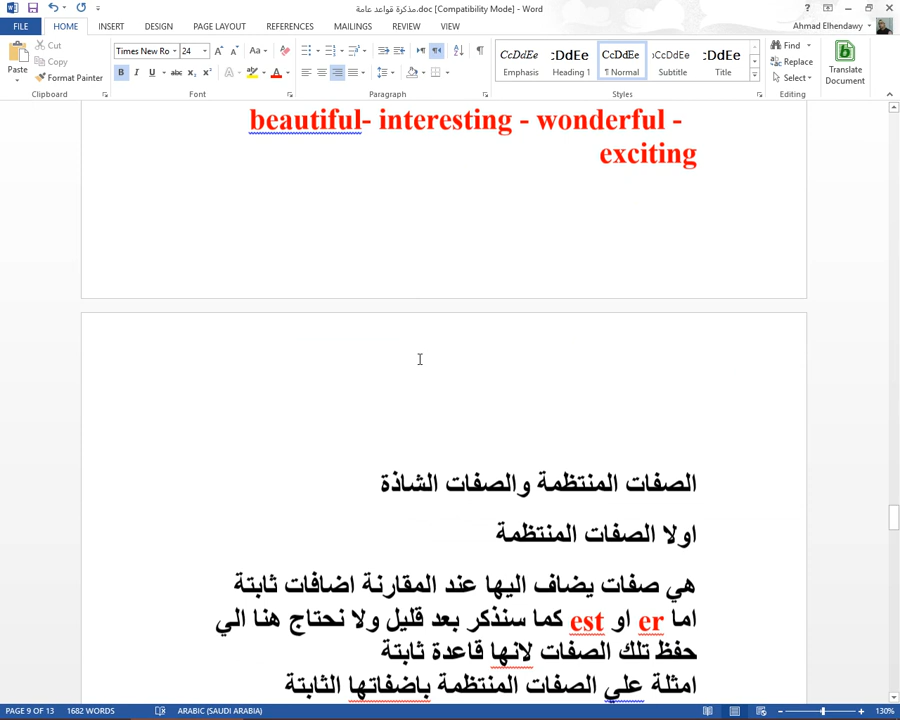 مذكرة قواعد عامة.doc [Compatibility Mode] - Word
FILE HOME INSERT DESIGN PAGE LAYOUT REFERENCES MAILINGS REVIEW VIEW Ahmad Elhendawy
Paste
Cut
Copy
Format Painter
Times New Ro 24
Find
Replace
Select
CcDdEe Emphasis
cDdEe Heading 1
CcDdEe ¶ Normal
cCcDdEe Subtitle
cDdEe Title
Translate Document
Clipboard Font Paragraph Styles Editing
beautiful- interesting - wonderful -
exciting
الصفات المنتظمة والصفات الشاذة
اولا الصفات المنتظمة
هي صفات يضاف اليها عند المقارنة اضافات ثابتة
اما er او est كما سنذكر بعد قليل ولا نحتاج هنا الي
حفظ تلك الصفات لانها قاعدة ثابتة
امثلة علي الصفات المنتظمة باضفاتها الثابتة
PAGE 9 OF 13 1682 WORDS ARABIC (SAUDI ARABIA) 130%